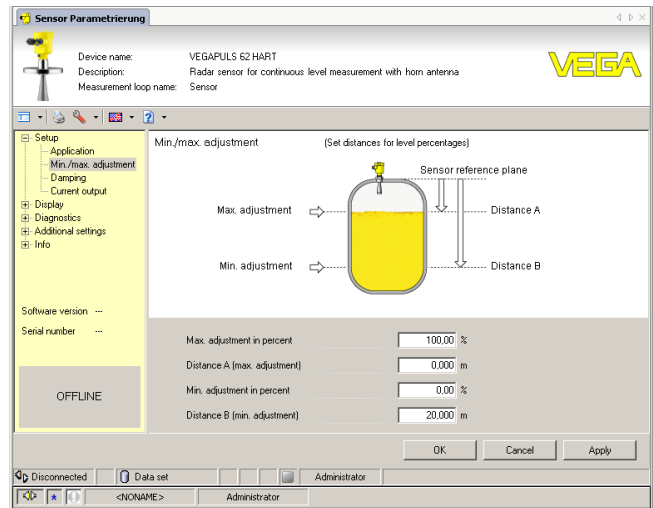 Sensor Parametrierung
Device name: VEGAPULS 62 HART
Description: Radar sensor for continuous level measurement with horn antenna
Measurement loop name: Sensor
VEGA
Setup
Application
Min./max. adjustment
Damping
Current output
Display
Diagnostics
Additional settings
Info
Software version ---
Serial number ---
OFFLINE
Min./max. adjustment (Set distances for level percentages)
Sensor reference plane
Max. adjustment
Distance A
Min. adjustment
Distance B
Max. adjustment in percent 100,00 %
Distance A (max. adjustment) 0,000 m
Min. adjustment in percent 0,00 %
Distance B (min. adjustment) 20,000 m
OK Cancel Apply
Disconnected Data set Administrator
<NONAME> Administrator